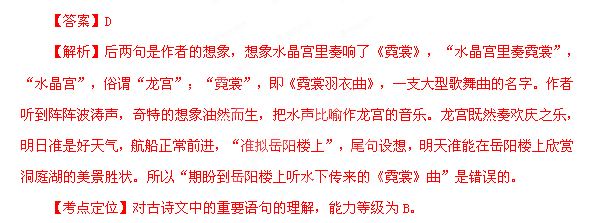 【答案】D
【解析】后两句是作者的想象，想象水晶宫里奏响了《霓裳》，“水晶宫里奏霓裳”，
“水晶宫”，俗谓“龙宫”；“霓裳”，即《霓裳羽衣曲》，一支大型歌舞曲的名字。作者
听到阵阵波涛声，奇特的想象油然而生，把水声比喻作龙宫的音乐。龙宫既然奏欢庆之乐，
明日准是好天气，航船正常前进，“准拟岳阳楼上”，尾句设想，明天准能在岳阳楼上欣赏
洞庭湖的美景胜状。所以“期盼到岳阳楼上听水下传来的《霓裳》曲”是错误的。
【考点定位】对古诗文中的重要语句的理解，能力等级为 B。